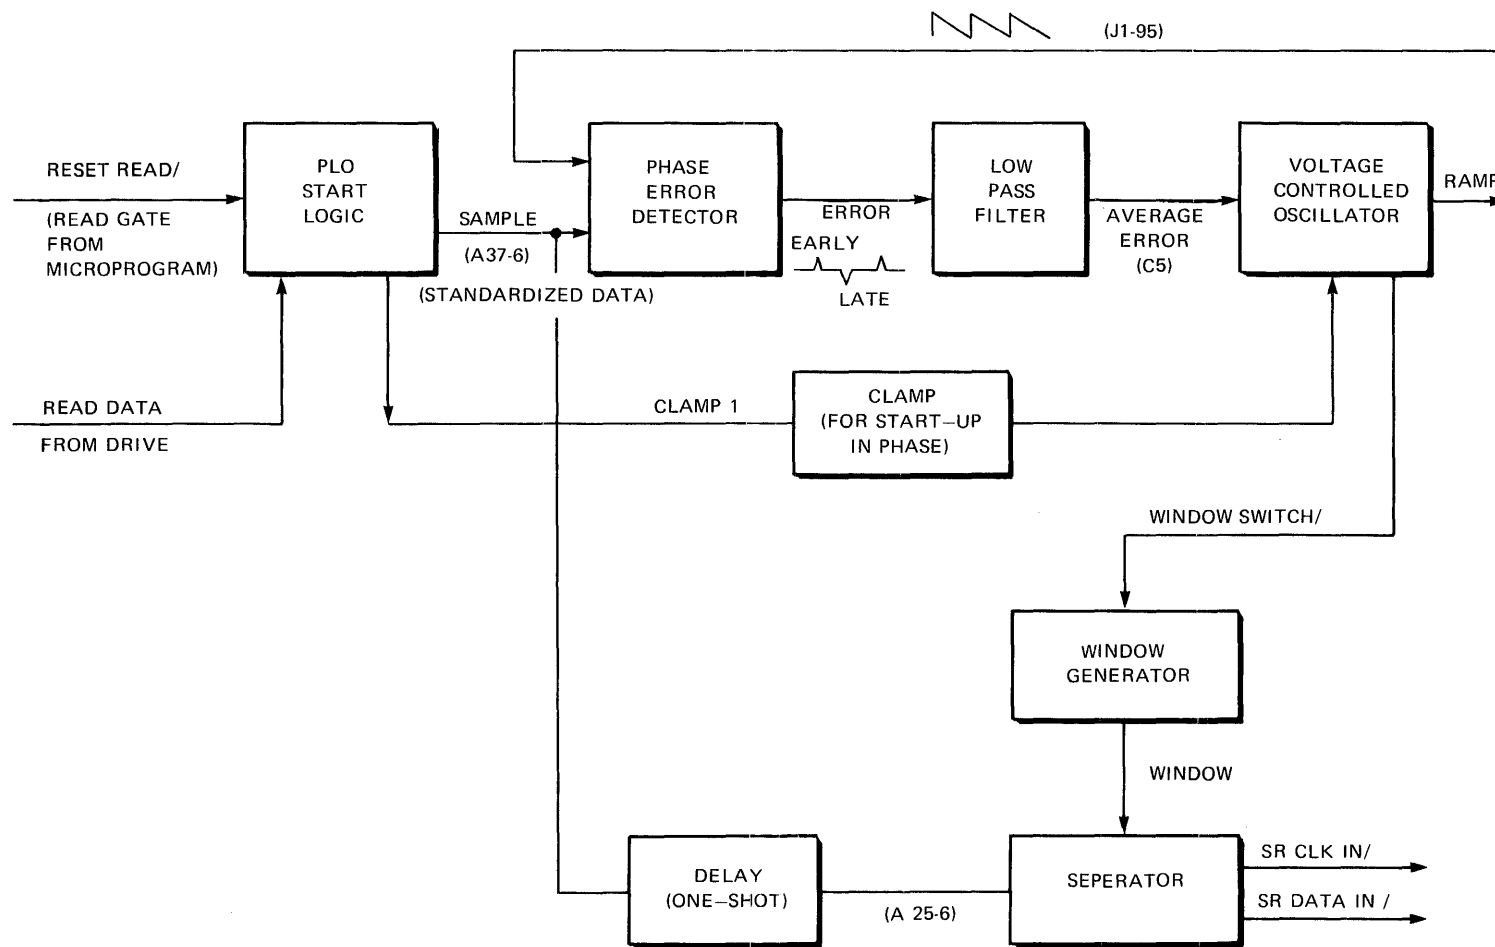 (J1-95)
RESET READ/
(READ GATE
FROM
MICROPROGRAM)
PLO
START
LOGIC
SAMPLE
(A37-6)
(STANDARDIZED DATA)
PHASE
ERROR
DETECTOR
ERROR
EARLY
LATE
LOW
PASS
FILTER
AVERAGE
ERROR
(C5)
VOLTAGE
CONTROLLED
OSCILLATOR
RAMP
READ DATA
FROM DRIVE
CLAMP 1
CLAMP
(FOR START-UP
IN PHASE)
WINDOW SWITCH/
WINDOW
GENERATOR
WINDOW
DELAY
(ONE-SHOT)
(A 25-6)
SEPERATOR
SR CLK IN/
SR DATA IN /